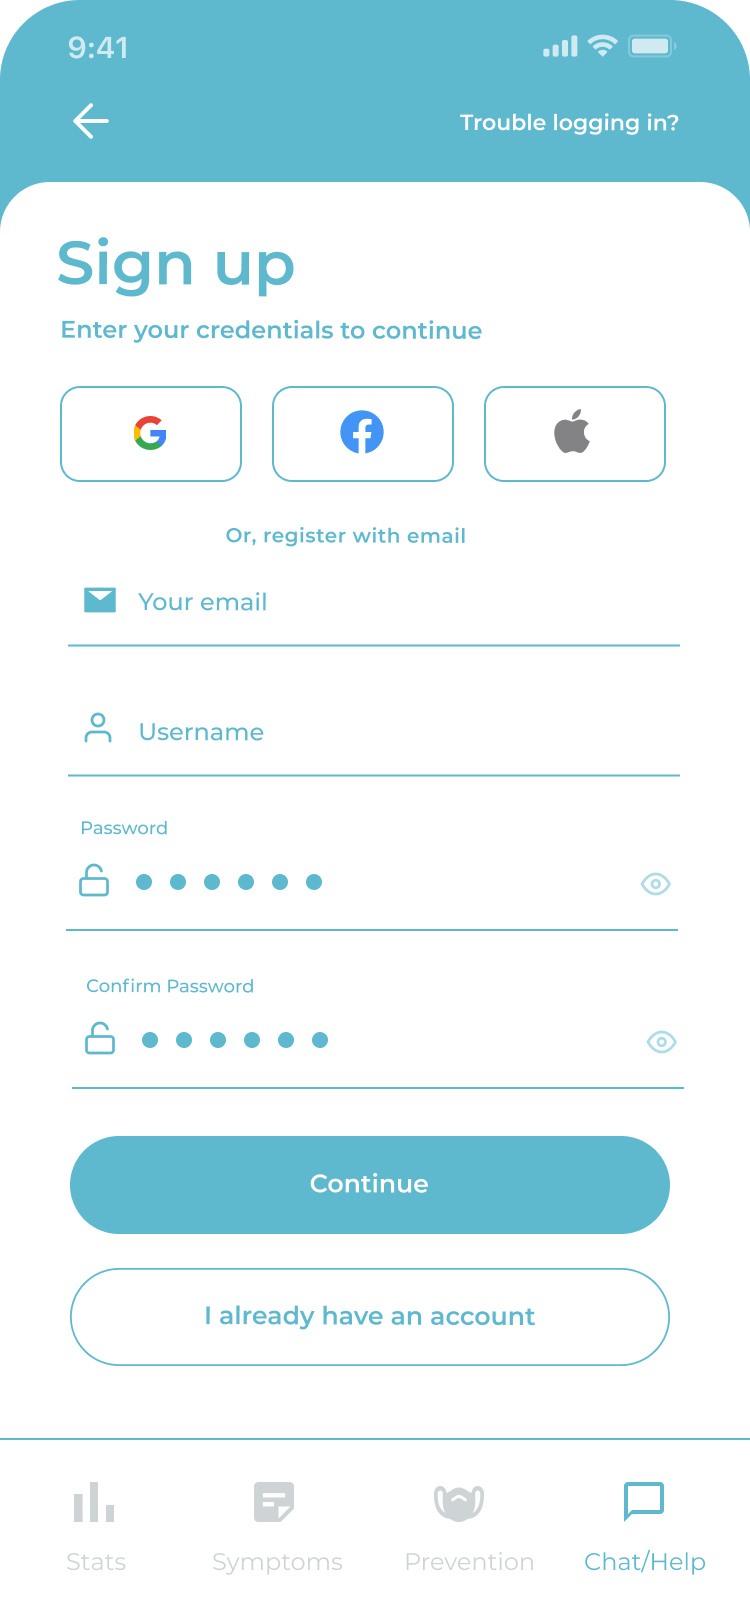 9:41
Trouble logging in?
Sign up
Enter your credentials to continue
Or, register with email
Your email
Username
Password
Confirm Password
Continue
I already have an account
Stats
Symptoms
Prevention
Chat/Help